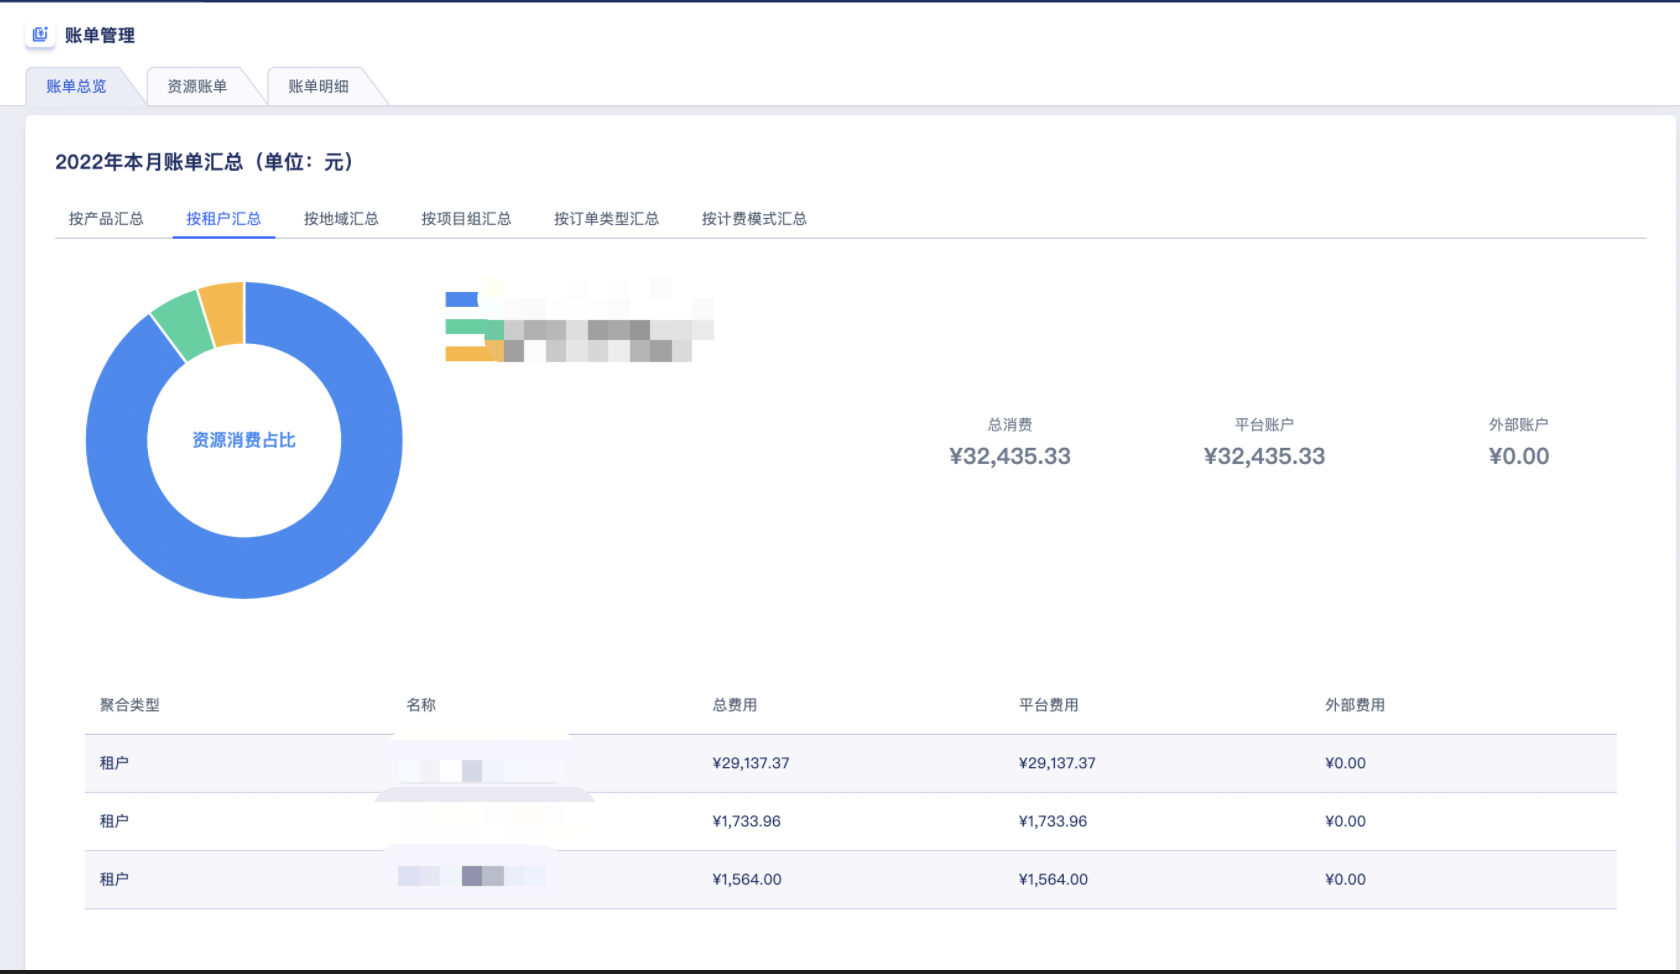 账单管理
账单总览 资源账单 账单明细
2022年本月账单汇总（单位：元）
按产品汇总 按租户汇总 按地域汇总 按项目组汇总 按订单类型汇总 按计费模式汇总
资源消费占比
总消费 平台账户 外部账户
¥32,435.33 ¥32,435.33 ¥0.00
聚合类型 名称 总费用 平台费用 外部费用
租户 ¥29,137.37 ¥29,137.37 ¥0.00
租户 ¥1,733.96 ¥1,733.96 ¥0.00
租户 ¥1,564.00 ¥1,564.00 ¥0.00